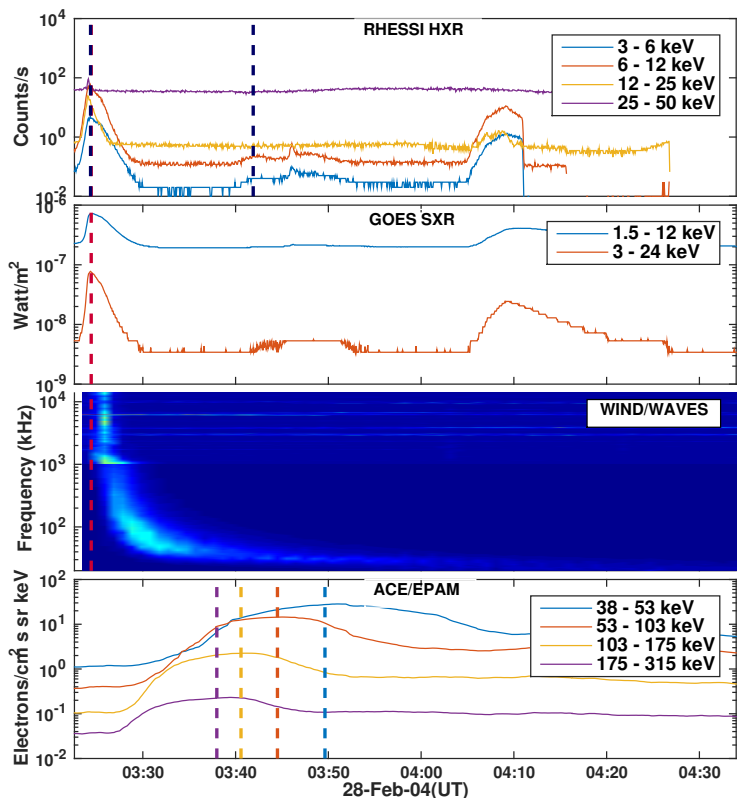 RHESSI HXR
Counts/s
10^4
10^2
10^0
10^-2
3 - 6 keV
6 - 12 keV
12 - 25 keV
25 - 50 keV
GOES SXR
Watt/m^2
10^-6
10^-7
10^-8
10^-9
1.5 - 12 keV
3 - 24 keV
WIND/WAVES
Frequency (kHz)
10^4
10^3
10^2
ACE/EPAM
Electrons/cm^2 s sr keV
10^2
10^1
10^0
10^-1
10^-2
38 - 53 keV
53 - 103 keV
103 - 175 keV
175 - 315 keV
03:30 03:40 03:50 04:00 04:10 04:20 04:30
28-Feb-04(UT)